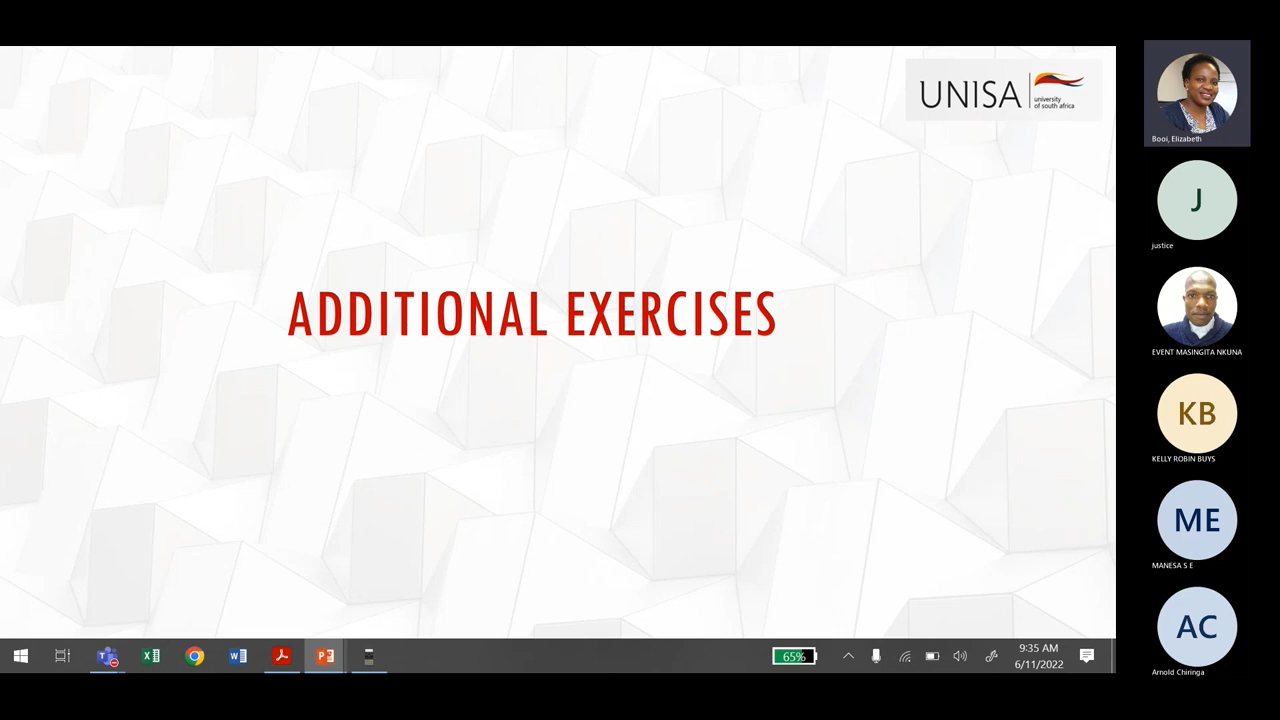 UNISA
university
of south africa
ADDITIONAL EXERCISES
Booi, Elizabeth
J
justice
EVENT MASINGITA NKUNA
KB
KELLY ROBIN BUYS
ME
MANESA S E
AC
Arnold Chiringa
65%
9:35 AM
6/11/2022